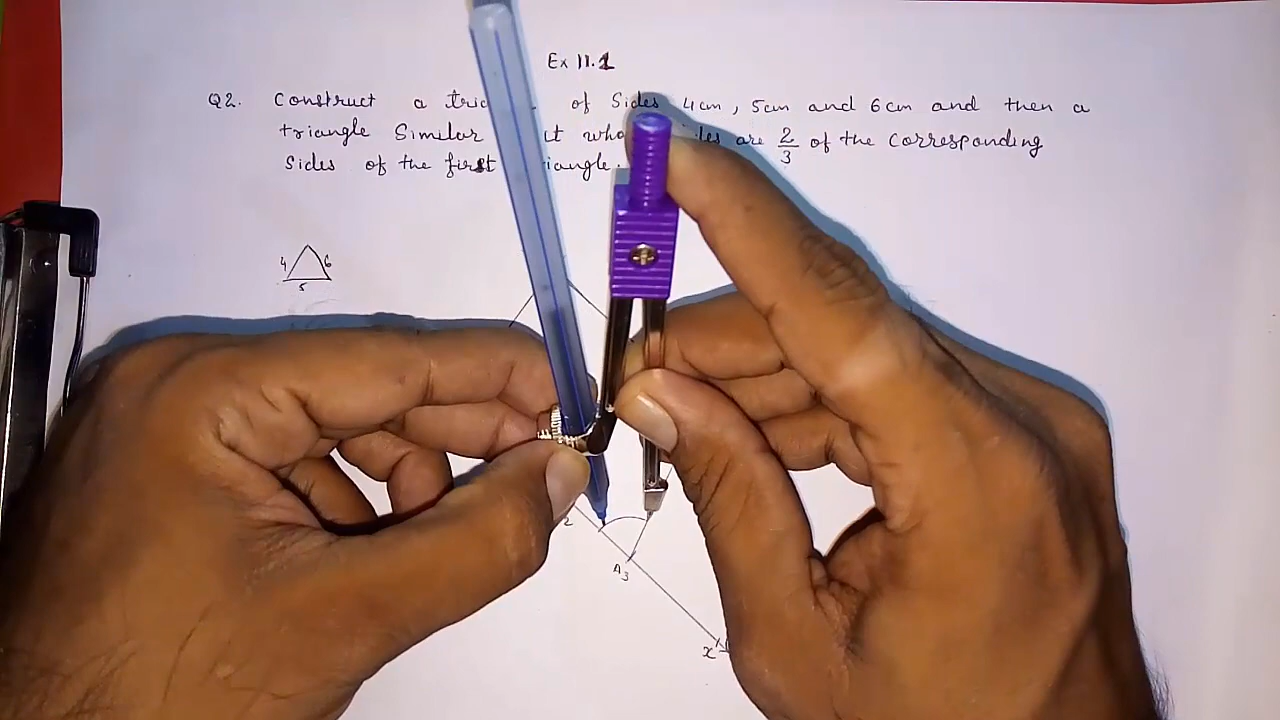 Ex 11.1
Q2. Construct a of Sides 4cm, 5cm and 6cm and then a
triangle Similar are 2/3 of the corresponding
Sides of the first
4 6
5
2
A3
x